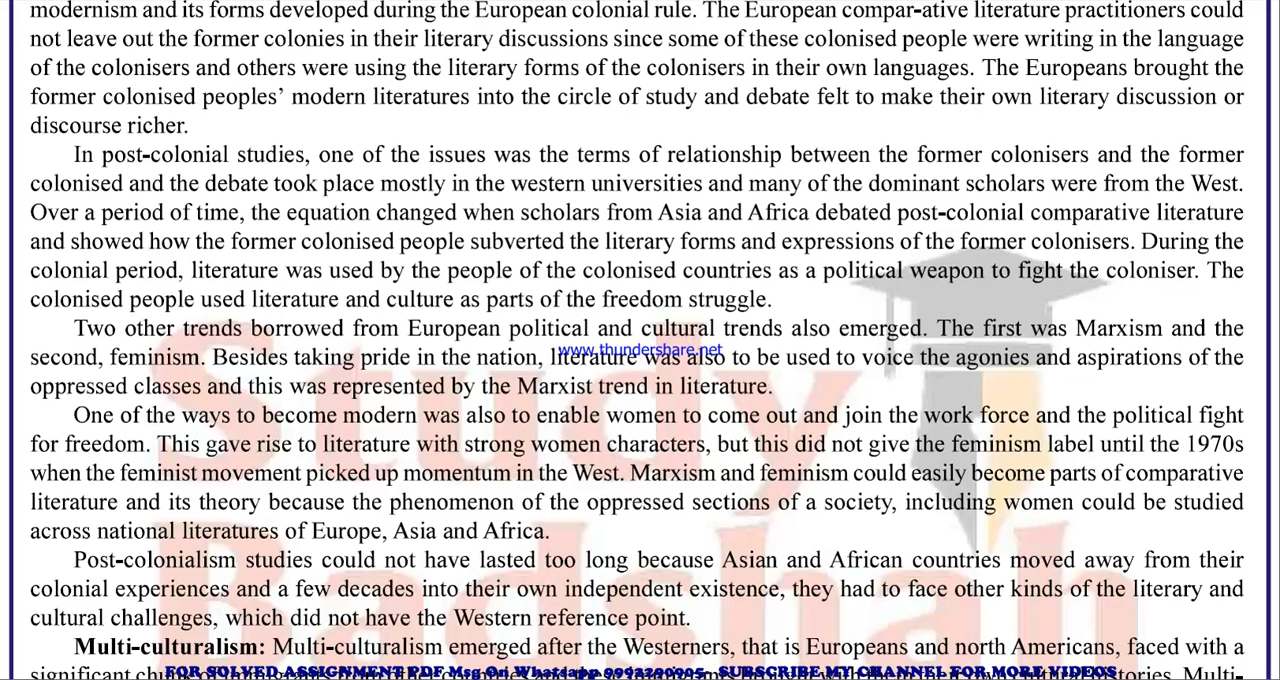 modernism and its forms developed during the European colonial rule. The European compar-ative literature practitioners could
not leave out the former colonies in their literary discussions since some of these colonised people were writing in the language
of the colonisers and others were using the literary forms of the colonisers in their own languages. The Europeans brought the
former colonised peoples’ modern literatures into the circle of study and debate felt to make their own literary discussion or
discourse richer.
In post-colonial studies, one of the issues was the terms of relationship between the former colonisers and the former
colonised and the debate took place mostly in the western universities and many of the dominant scholars were from the West.
Over a period of time, the equation changed when scholars from Asia and Africa debated post-colonial comparative literature
and showed how the former colonised people subverted the literary forms and expressions of the former colonisers. During the
colonial period, literature was used by the people of the colonised countries as a political weapon to fight the coloniser. The
colonised people used literature and culture as parts of the freedom struggle.
Two other trends borrowed from European political and cultural trends also emerged. The first was Marxism and the
www.thundershare.net
second, feminism. Besides taking pride in the nation, literature was also to be used to voice the agonies and aspirations of the
oppressed classes and this was represented by the Marxist trend in literature.
One of the ways to become modern was also to enable women to come out and join the work force and the political fight
for freedom. This gave rise to literature with strong women characters, but this did not give the feminism label until the 1970s
when the feminist movement picked up momentum in the West. Marxism and feminism could easily become parts of comparative
literature and its theory because the phenomenon of the oppressed sections of a society, including women could be studied
across national literatures of Europe, Asia and Africa.
Post-colonialism studies could not have lasted too long because Asian and African countries moved away from their
colonial experiences and a few decades into their own independent existence, they had to face other kinds of the literary and
cultural challenges, which did not have the Western reference point.
Multi-culturalism: Multi-culturalism emerged after the Westerners, that is Europeans and north Americans, faced with a
significant Multi-
FOR SOLVED ASSIGNMENT PDF Msg On Whatsapp SUBSCRIBE MY CHANNEL FOR MORE VIDEOS
Study
Badshah